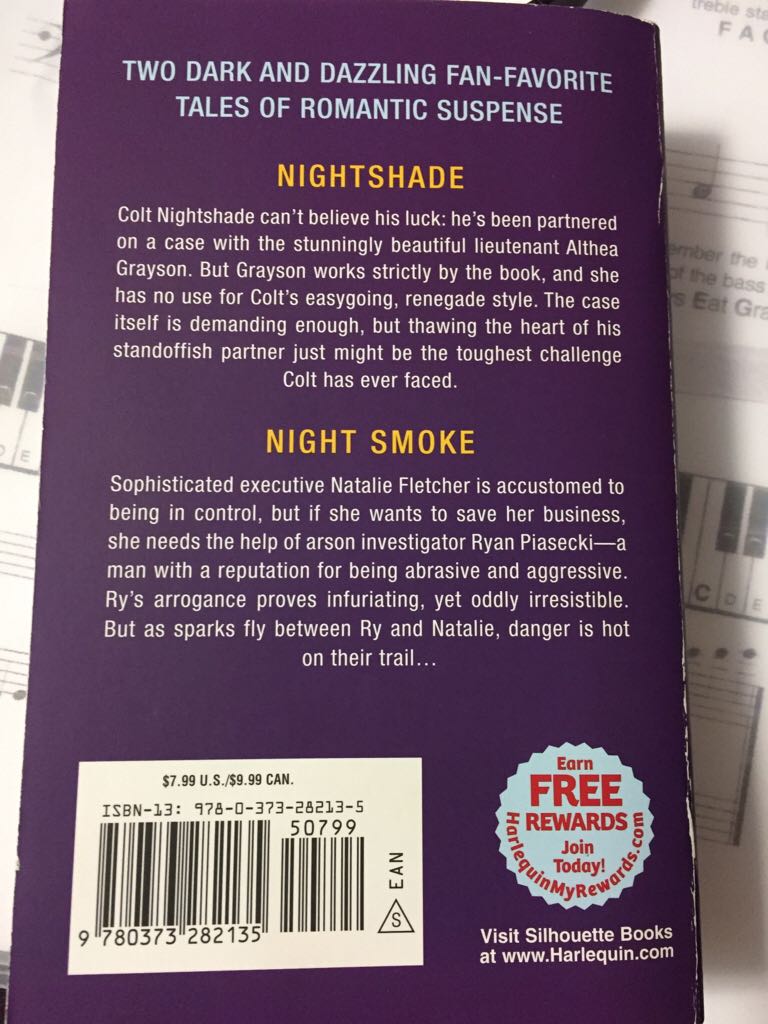 TWO DARK AND DAZZLING FAN-FAVORITE
TALES OF ROMANTIC SUSPENSE
NIGHTSHADE
Colt Nightshade can't believe his luck: he's been partnered
on a case with the stunningly beautiful lieutenant Althea
Grayson. But Grayson works strictly by the book, and she
has no use for Colt's easygoing, renegade style. The case
itself is demanding enough, but thawing the heart of his
standoffish partner just might be the toughest challenge
Colt has ever faced.
NIGHT SMOKE
Sophisticated executive Natalie Fletcher is accustomed to
being in control, but if she wants to save her business,
she needs the help of arson investigator Ryan Piasecki—a
man with a reputation for being abrasive and aggressive.
Ry's arrogance proves infuriating, yet oddly irresistible.
But as sparks fly between Ry and Natalie, danger is hot
on their trail...
$7.99 U.S./$9.99 CAN.
ISBN-13: 978-0-373-28213-5
50799
EAN
S
9 780373 282135
Earn
FREE
REWARDS
Join
Today!
HarlequinMyRewards.com
Visit Silhouette Books
at www.Harlequin.com
treble
F A
the
of the bass
Eat
C D E
D E